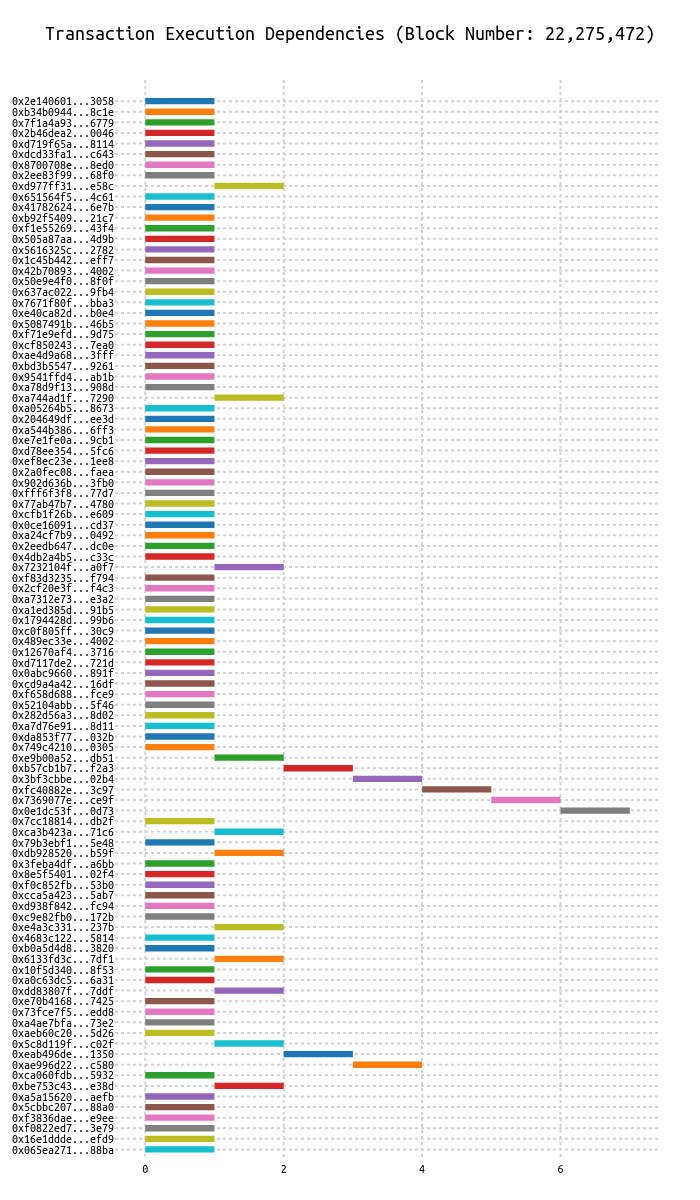 Transaction Execution Dependencies (Block Number: 22,275,472)
0x2e140601...3058
0xb34b0944...8c1e
0x7f1a4a93...6779
0x2b46dea2...0046
0xd719f65a...8114
0xdcd33fa1...c643
0x8700708e...8ed0
0x2ee83f99...68f0
0xd977ff31...e58c
0x651564f5...4c61
0x41782624...6e7b
0xb92f5409...21c7
0xf1e55269...43f4
0x505a87aa...4d9b
0x5616325c...2782
0x1c45b442...eff7
0x42b70893...4002
0x50e9e4f0...8f0f
0x637ac022...9fb4
0x7671f80f...bba3
0xe40ca82d...b0e4
0x5087491b...46b5
0xf71e9efd...9d75
0xcf850243...7ea0
0xae4d9a68...3fff
0xbd3b5547...9261
0x9541ffd4...ab1b
0xa78d9f13...908d
0xa744ad1f...7290
0xa05264b5...8673
0x204649df...ee3d
0xa544b386...6ff3
0xe7e1fe0a...9cb1
0xd78ee354...5fc6
0xef8ec23e...1ee8
0x2a0fec08...faea
0x902d636b...3fb0
0xfff6f3f8...77d7
0x77ab47b7...4780
0xcfb1f26b...e609
0x0ce16091...cd37
0xa24cf7b9...0492
0x2eedb647...dc0e
0x4db2a4b5...c33c
0x7232104f...a0f7
0xf83d3235...f794
0x2cf20e3f...f4c3
0xa7312e73...e3a2
0xa1ed385d...91b5
0x1794428d...99b6
0xc0f805ff...30c9
0x489ec33e...4002
0x12670af4...3716
0xd7117de2...721d
0x0abc9660...891f
0xcd9a4a42...16df
0xf658d688...fce9
0x52104abb...5f46
0x282d56a3...8d02
0xa7d76e91...8d11
0xda853f77...032b
0x749c4210...0305
0xe9b00a52...db51
0xb57cb1b7...f2a3
0x3bf3cbbe...02b4
0xfc40882e...3c97
0x7369077e...ce9f
0x0e1dc53f...0d73
0x7cc18814...db2f
0xca3b423a...71c6
0x79b3ebf1...5e48
0xdb928520...b59f
0x3feba4df...a6bb
0x8e5f5401...02f4
0xf0c852fb...53b0
0xcca5a423...5ab7
0xd938f842...fc94
0xc9e82fb0...172b
0xe4a3c331...237b
0x4683c122...5814
0xb0a5d4d8...3820
0x6133fd3c...7df1
0x10f5d340...8f53
0xa0c63dc5...6a31
0xdd83807f...7ddf
0xe70b4168...7425
0x73fce7f5...edd8
0xa4ae7bfa...73e2
0xaeb60c20...5d26
0x5c8d119f...c02f
0xeab496de...1350
0xae996d22...c580
0xca060fdb...5932
0xbe753c43...e38d
0xa5a15620...aefb
0x5cbbc207...88a0
0xf3836dae...e9ee
0xf0822ed7...3e79
0x16e1ddde...efd9
0x065ea271...88ba
0 2 4 6